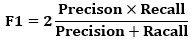 F1 = 2 Precison × Recall / Precision + Racall